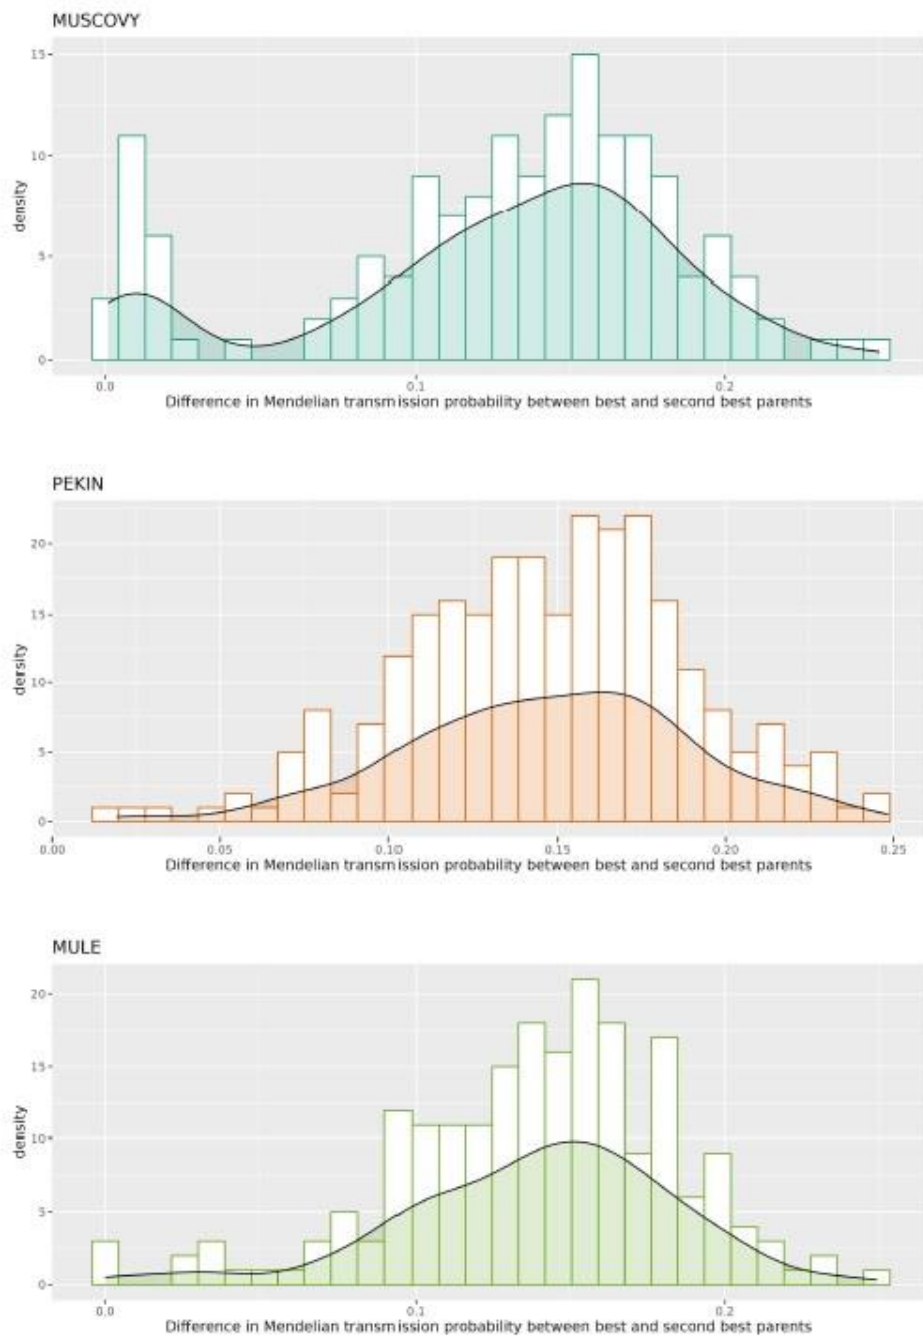 MUSCOVY
15
10
5
0
density
0.0 0.1 0.2
Difference in Mendelian transmission probability between best and second best parents
PEKIN
20
15
10
5
0
density
0.00 0.05 0.10 0.15 0.20 0.25
Difference in Mendelian transmission probability between best and second best parents
MULE
20
15
10
5
0
density
0.0 0.1 0.2
Difference in Mendelian transmission probability between best and second best parents